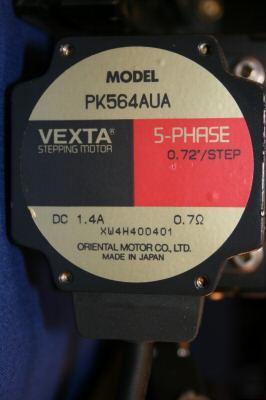 MODEL
PK564AUA
VEXTA® 5-PHASE
STEPPING MOTOR 0.72°/STEP
DC 1.4A 0.7Ω
XW4H400401
ORIENTAL MOTOR CO., LTD.
MADE IN JAPAN